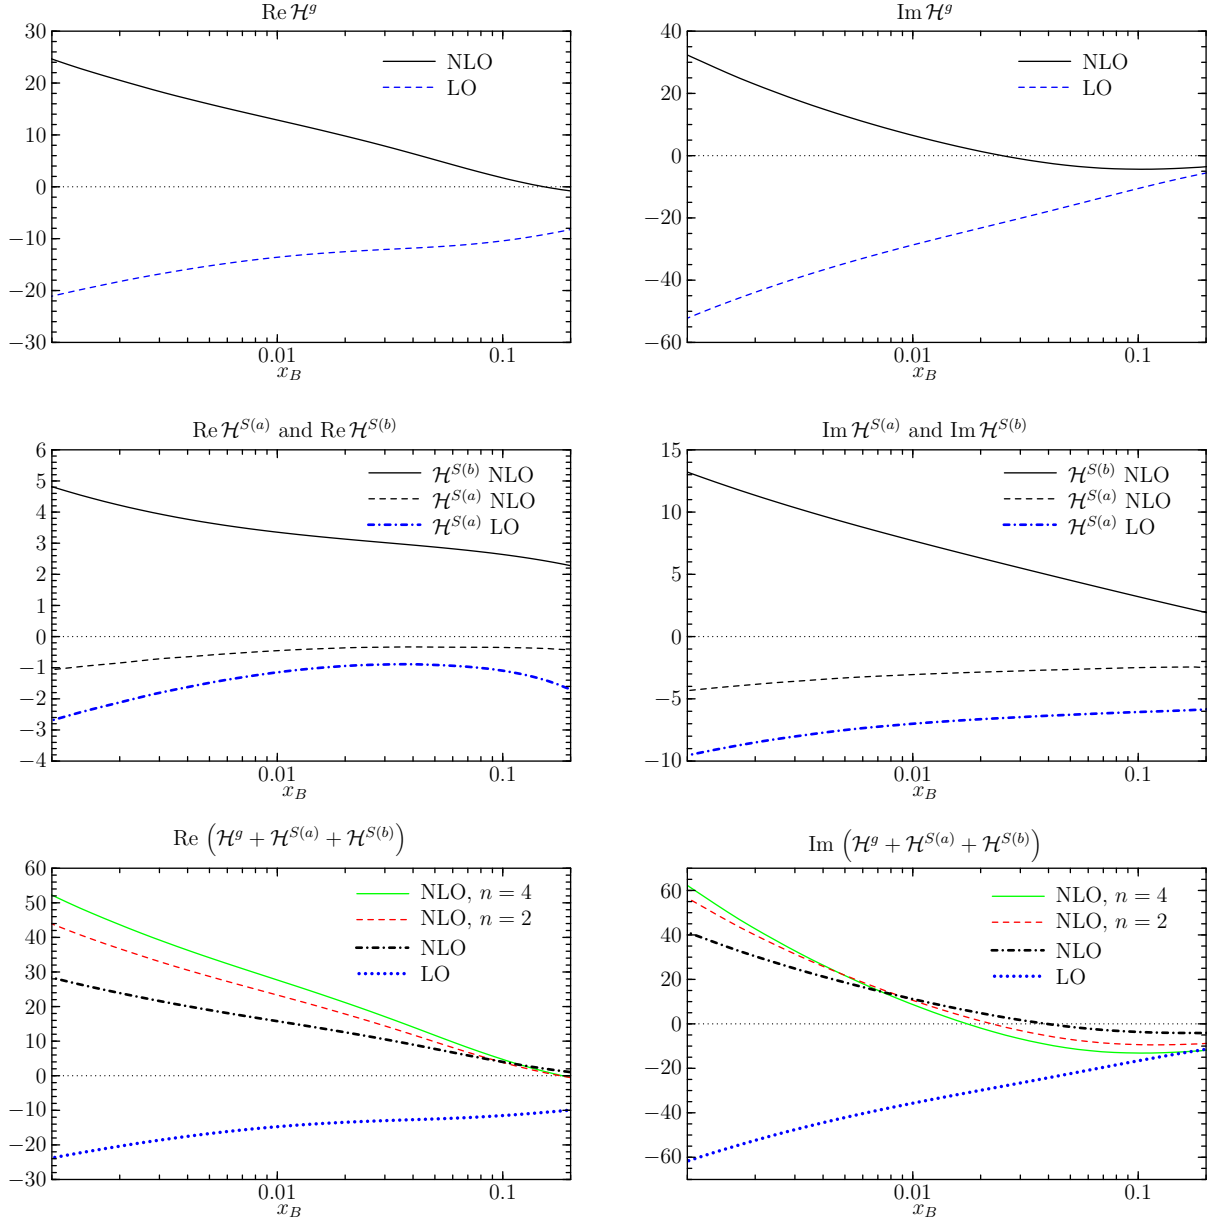 Re ℋ^g
30
20
10
0
−10
−20
−30
NLO
LO
0.01 0.1
x_B
Im ℋ^g
40
20
0
−20
−40
−60
NLO
LO
0.01 0.1
x_B
Re ℋ^{S(a)} and Re ℋ^{S(b)}
6
5
4
3
2
1
0
−1
−2
−3
−4
ℋ^{S(b)} NLO
ℋ^{S(a)} NLO
ℋ^{S(a)} LO
0.01 0.1
x_B
Im ℋ^{S(a)} and Im ℋ^{S(b)}
15
10
5
0
−5
−10
ℋ^{S(b)} NLO
ℋ^{S(a)} NLO
ℋ^{S(a)} LO
0.01 0.1
x_B
Re (ℋ^g + ℋ^{S(a)} + ℋ^{S(b)})
60
50
40
30
20
10
0
−10
−20
−30
NLO, n = 4
NLO, n = 2
NLO
LO
0.01 0.1
x_B
Im (ℋ^g + ℋ^{S(a)} + ℋ^{S(b)})
60
40
20
0
−20
−40
−60
NLO, n = 4
NLO, n = 2
NLO
LO
0.01 0.1
x_B